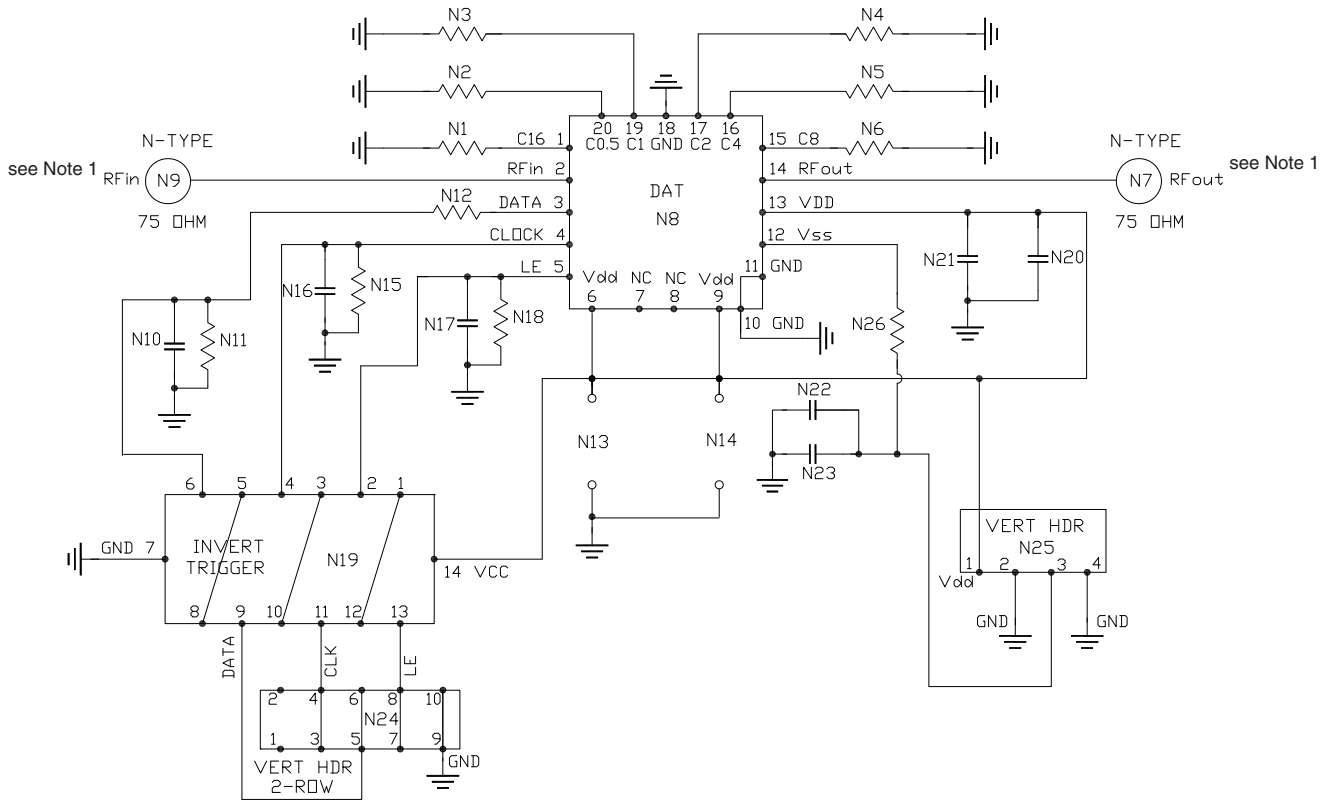 N3
N4
N2
N5
20 19 18 17 16
C0.5 C1 GND C2 C4
N1
C16 1
15 C8
N6
N-TYPE
N-TYPE
see Note 1
RFin
N9
RFin 2
14 RFout
N7
RFout
see Note 1
75 OHM
75 OHM
DAT
N8
N12
DATA 3
13 VDD
CLOCK 4
12 Vss
LE 5
11
GND
Vdd NC NC Vdd
6 7 8 9
10 GND
N16
N15
N21
N20
N10
N11
N17
N18
N26
N22
N13
N14
N23
6 5 4 3 2 1
GND 7
INVERT
TRIGGER
N19
14 VCC
8 9 10 11 12 13
VERT HDR
N25
1 2 3 4
Vdd
GND
GND
DATA
CLK
LE
2 4 6 8 10
N24
1 3 5 7 9
GND
VERT HDR
2-ROW